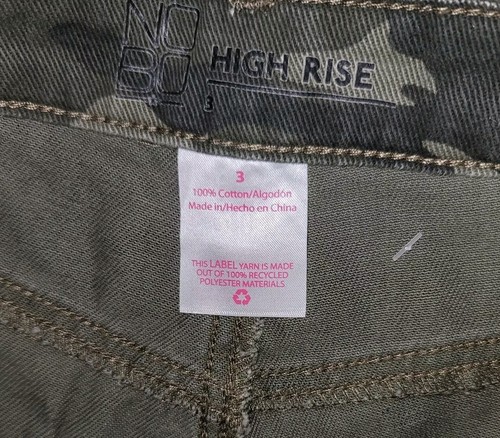 NO
BO
HIGH RISE
3
3
100% Cotton/Algodón
Made in/Hecho en China
THIS LABEL YARN IS MADE
OUT OF 100% RECYCLED
POLYESTER MATERIALS